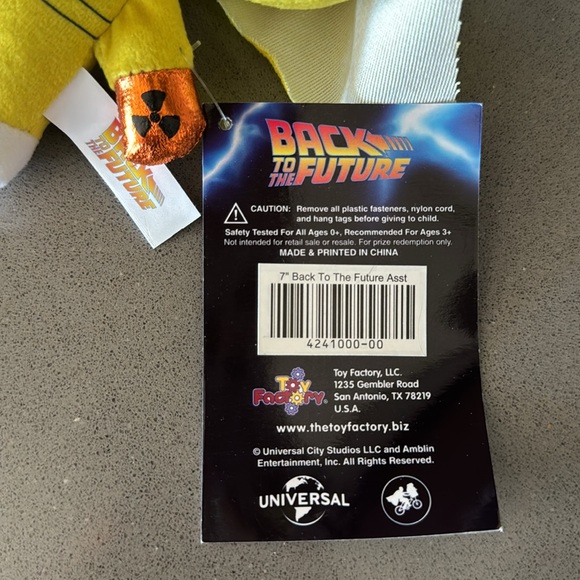 BACK
TO THE
FUTURE
BACK
TO THE
FUTURE
CAUTION: Remove all plastic fasteners, nylon cord,
and hang tags before giving to child.
Safety Tested For All Ages 0+, Recommended For Ages 3+
Not intended for retail sale or resale. For prize redemption only.
MADE & PRINTED IN CHINA
7" Back To The Future Asst
4241000-00
Toy
Factory
Toy Factory, LLC.
1235 Gembler Road
San Antonio, TX 78219
U.S.A.
www.thetoyfactory.biz
© Universal City Studios LLC and Amblin
Entertainment, Inc. All Rights Reserved.
UNIVERSAL